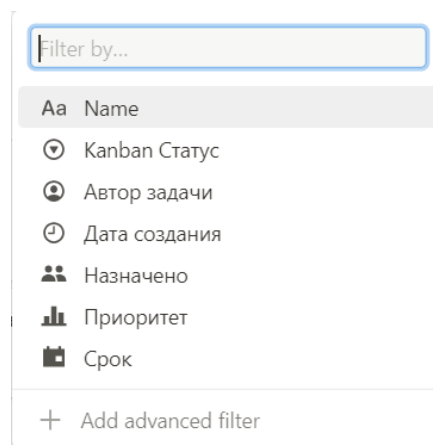 Filter by...
Aa Name
Kanban Статус
Автор задачи
Дата создания
Назначено
Приоритет
Срок
Add advanced filter